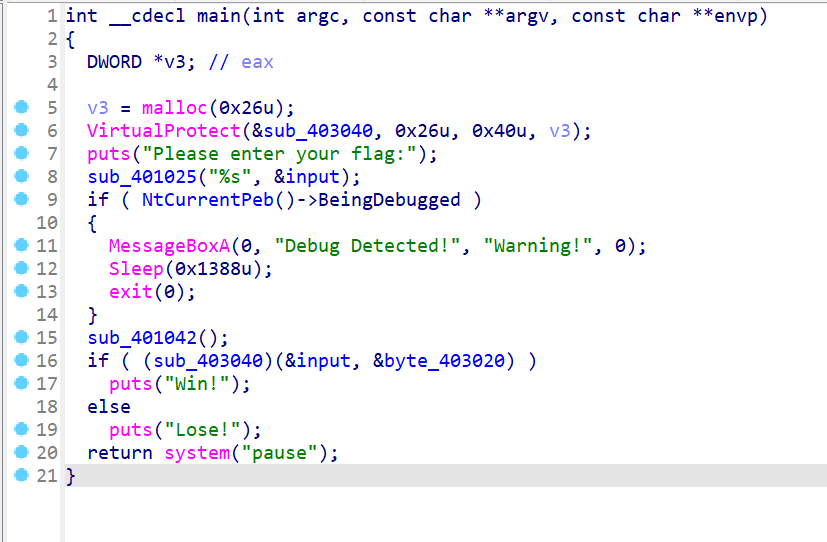 1 int __cdecl main(int argc, const char **argv, const char **envp)
2 {
3   DWORD *v3; // eax
4
5   v3 = malloc(0x26u);
6   VirtualProtect(&sub_403040, 0x26u, 0x40u, v3);
7   puts("Please enter your flag:");
8   sub_401025("%s", &input);
9   if ( NtCurrentPeb()->BeingDebugged )
10   {
11     MessageBoxA(0, "Debug Detected!", "Warning!", 0);
12     Sleep(0x1388u);
13     exit(0);
14   }
15   sub_401042();
16   if ( (sub_403040)(&input, &byte_403020) )
17     puts("Win!");
18   else
19     puts("Lose!");
20   return system("pause");
21 }